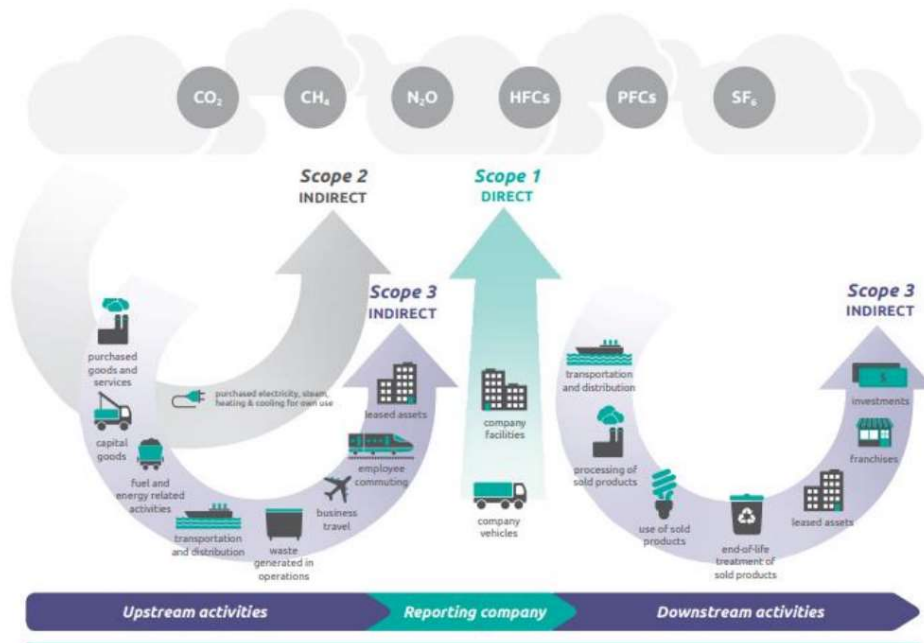 CO₂
CH₄
N₂O
HFCs
PFCs
SF₆
Scope 2
INDIRECT
Scope 1
DIRECT
Scope 3
INDIRECT
Scope 3
INDIRECT
purchased
goods and
services
capital
goods
fuel and
energy related
activities
transportation
and distribution
waste
generated in
operations
business
travel
employee
commuting
leased assets
purchased electricity, steam,
heating & cooling for own use
company
facilities
company
vehicles
transportation
and distribution
processing of
sold products
use of sold
products
end-of-life
treatment of
sold products
leased assets
franchises
$
investments
Upstream activities
Reporting company
Downstream activities